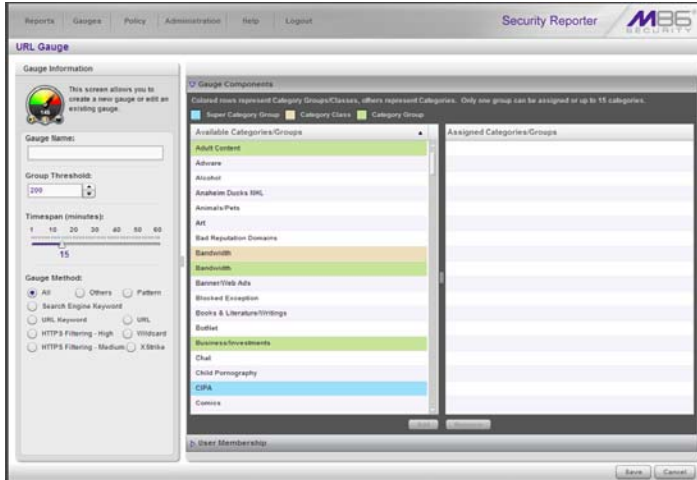 Reports Gauges Policy Administration Help Logout
Security Reporter
M86
SECURITY
URL Gauge
Gauge Information
This screen allows you to
create a new gauge or edit an
existing gauge.
Gauge Name:
Group Threshold:
200
Timespan (minutes):
1 10 20 30 40 50 60
15
Gauge Method:
All Others Pattern
Search Engine Keyword
URL Keyword URL
HTTPS Filtering - High Wildcard
HTTPS Filtering - Medium XStrike
Gauge Components
Colored rows represent Category Groups/Classes, others represent Categories. Only one group can be assigned or up to 15 categories.
Super Category Group Category Class Category Group
Available Categories/Groups
Adult Content
Adware
Alcohol
Anaheim Ducks NHL
Animals/Pets
Art
Bad Reputation Domains
Bandwidth
Bandwidth
Banner/Web Ads
Blocked Exception
Books & Literature/Writings
BotNet
Business/Investments
Chat
Child Pornography
CIPA
Comics
Assigned Categories/Groups
Add Remove
User Membership
Save Cancel